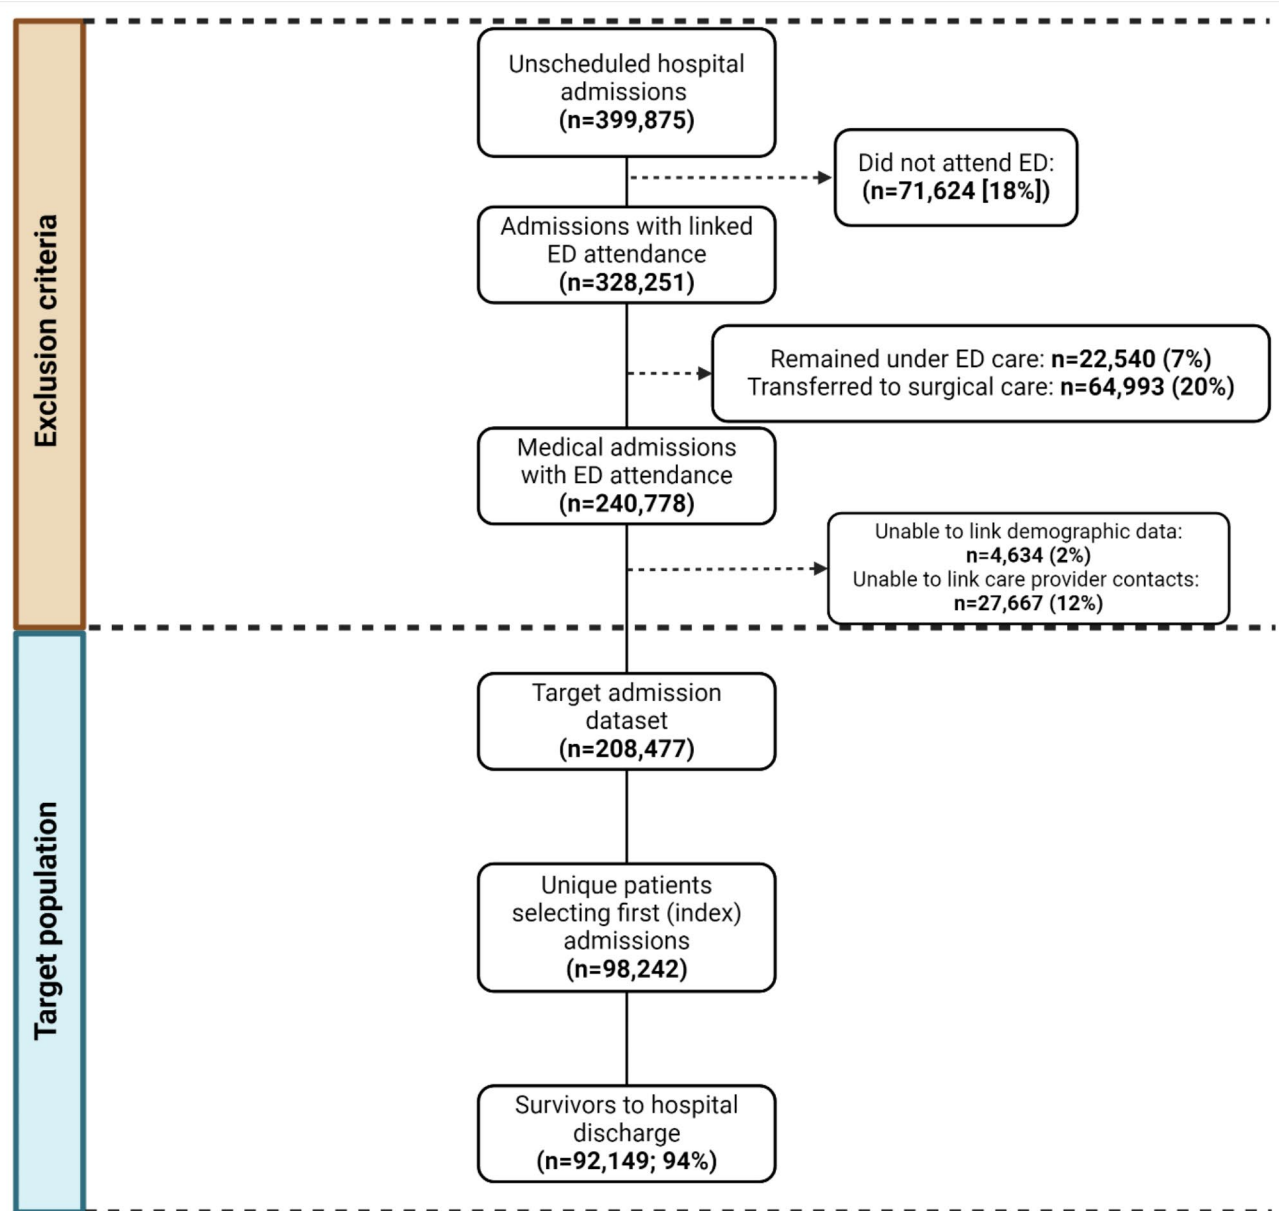 Exclusion criteria
Unscheduled hospital
admissions
(n=399,875)
Did not attend ED:
(n=71,624 [18%])
Admissions with linked
ED attendance
(n=328,251)
Remained under ED care: n=22,540 (7%)
Transferred to surgical care: n=64,993 (20%)
Medical admissions
with ED attendance
(n=240,778)
Unable to link demographic data:
n=4,634 (2%)
Unable to link care provider contacts:
n=27,667 (12%)
Target population
Target admission
dataset
(n=208,477)
Unique patients
selecting first (index)
admissions
(n=98,242)
Survivors to hospital
discharge
(n=92,149; 94%)